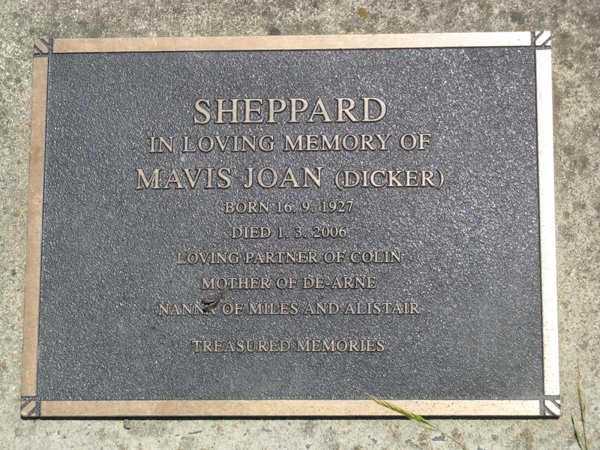 SHEPPARD
IN LOVING MEMORY OF
MAVIS JOAN (DICKER)
BORN 16. 9. 1927
DIED 1. 3. 2006
LOVING PARTNER OF COLIN
MOTHER OF DE-ARNE
NANNA OF MILES AND ALISTAIR
TREASURED MEMORIES